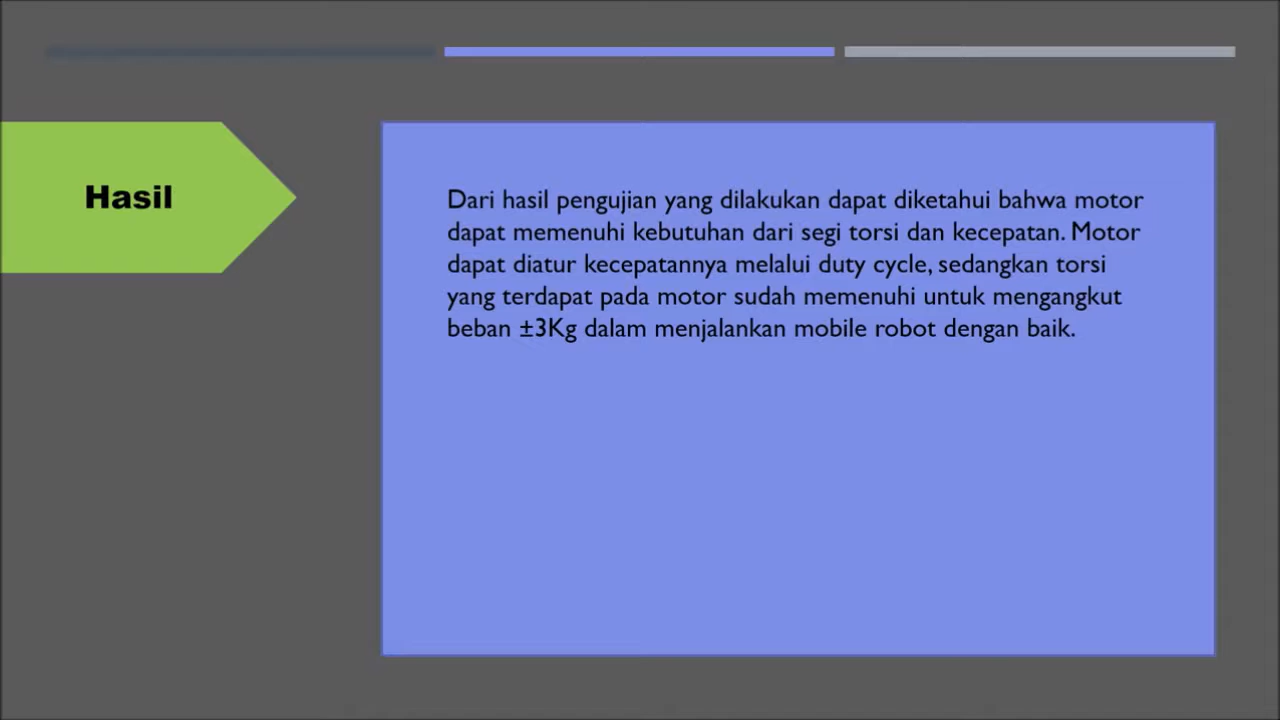 Hasil
Dari hasil pengujian yang dilakukan dapat diketahui bahwa motor
dapat memenuhi kebutuhan dari segi torsi dan kecepatan. Motor
dapat diatur kecepatannya melalui duty cycle, sedangkan torsi
yang terdapat pada motor sudah memenuhi untuk mengangkut
beban ±3Kg dalam menjalankan mobile robot dengan baik.